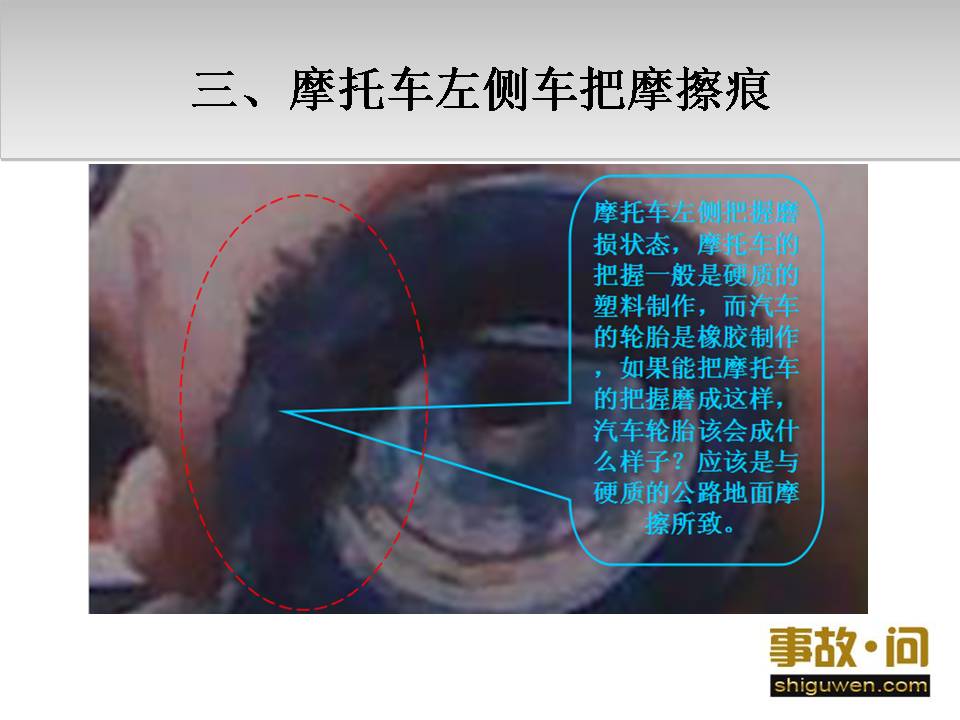 三、摩托车左侧车把摩擦痕
摩托车左侧把握磨
损状态，摩托车的
把握一般是硬质的
塑料制作，而汽车
的轮胎是橡胶制作
，如果能把摩托车
的把握磨成这样，
汽车轮胎该会成什
么样子？应该是与
硬质的公路地面摩
擦所致。
事故·问
shiguwen.com